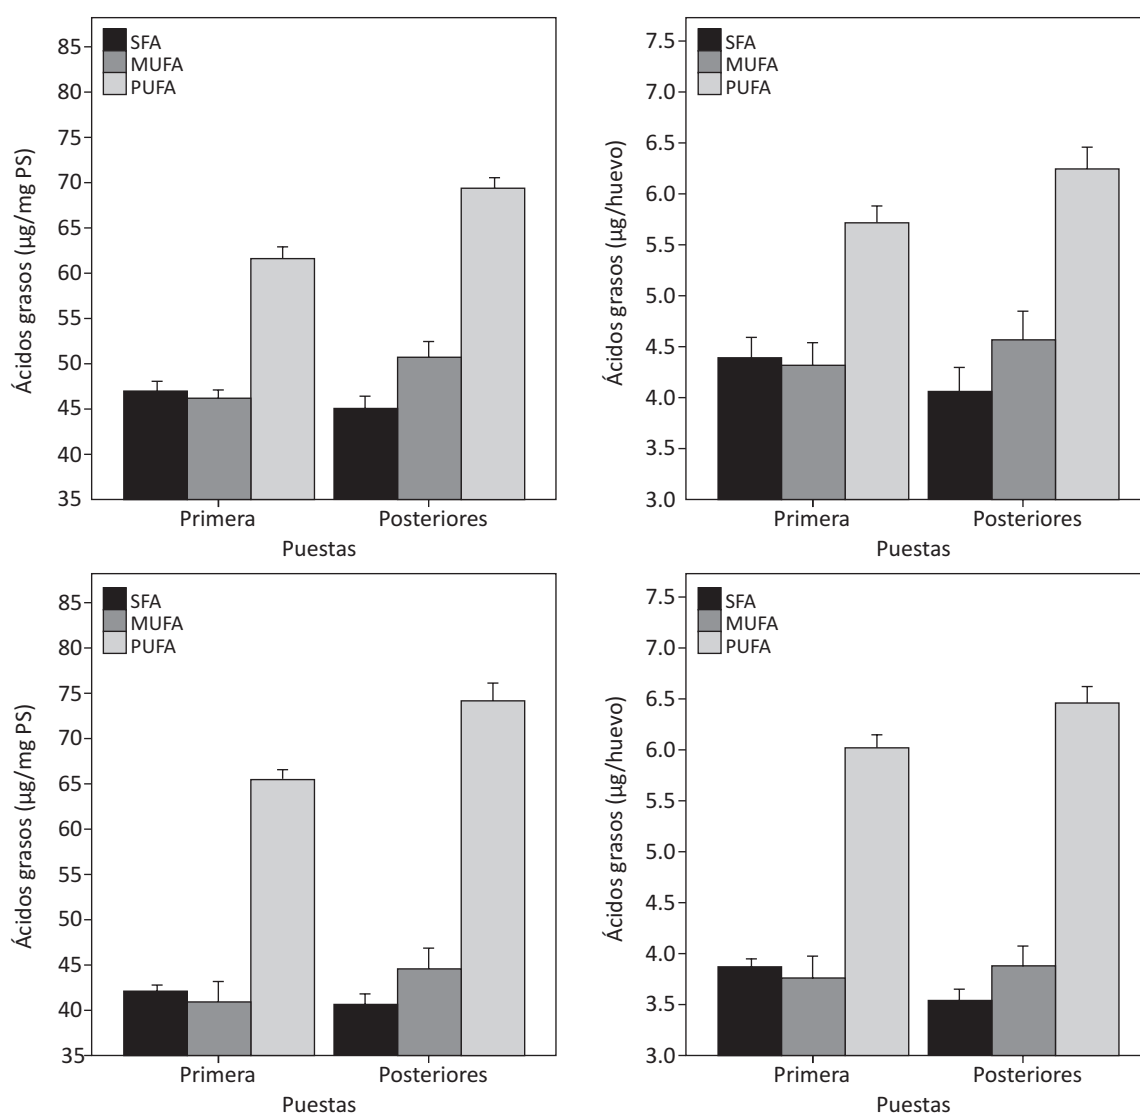 SFA
MUFA
PUFA
85
80
75
70
65
60
55
50
45
40
35
Ácidos grasos (µg/mg PS)
Primera
Posteriores
Puestas
SFA
MUFA
PUFA
7.5
7.0
6.5
6.0
5.5
5.0
4.5
4.0
3.5
3.0
Ácidos grasos (µg/huevo)
Primera
Posteriores
Puestas
SFA
MUFA
PUFA
85
80
75
70
65
60
55
50
45
40
35
Ácidos grasos (µg/mg PS)
Primera
Posteriores
Puestas
SFA
MUFA
PUFA
7.5
7.0
6.5
6.0
5.5
5.0
4.5
4.0
3.5
3.0
Ácidos grasos (µg/huevo)
Primera
Posteriores
Puestas